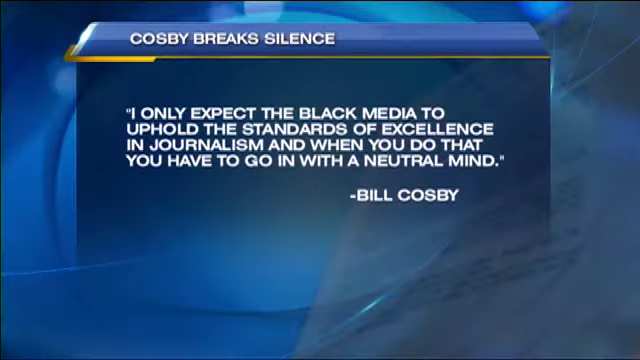 COSBY BREAKS SILENCE
"I ONLY EXPECT THE BLACK MEDIA TO
UPHOLD THE STANDARDS OF EXCELLENCE
IN JOURNALISM AND WHEN YOU DO THAT
YOU HAVE TO GO IN WITH A NEUTRAL MIND."
-BILL COSBY